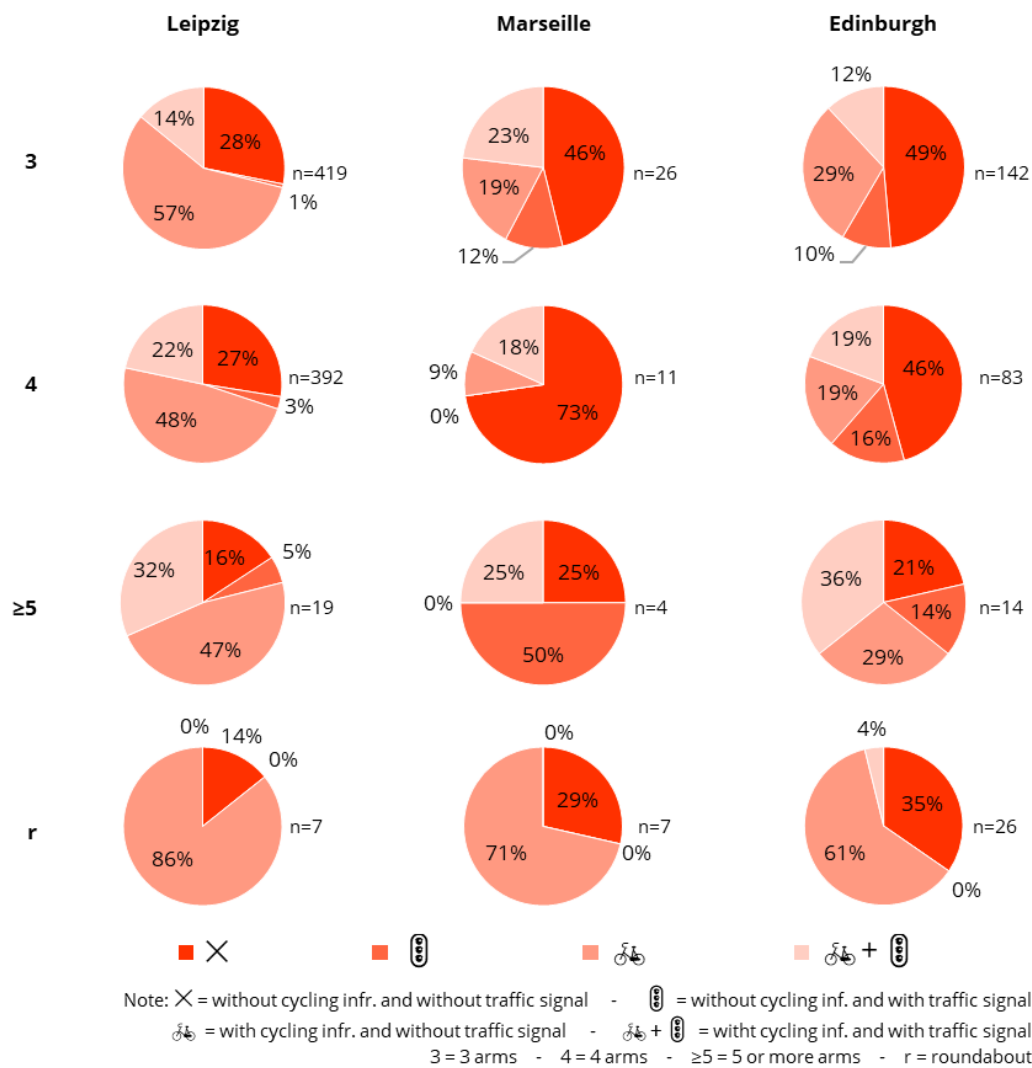 Leipzig Marseille Edinburgh
12%
14% 28% 23% 46% 49%
3 n=419 n=26 n=142
1% 19% 29%
57%
12% 10%
22% 27% 18% 19% 46%
4 n=392 9% n=11 n=83
3% 0% 73% 19%
48% 16%
32% 16% 5% 25% 25% 36% 21%
≥5 n=19 0% n=4 14% n=14
47% 50% 29%
0% 14% 0% 0% 4%
29% 35%
r n=7 n=7 n=26
86% 71% 0% 61%
0%
+
Note: = without cycling infr. and without traffic signal - = without cycling inf. and with traffic signal
= with cycling infr. and without traffic signal - + = witht cycling inf. and with traffic signal
3 = 3 arms - 4 = 4 arms - ≥5 = 5 or more arms - r = roundabout